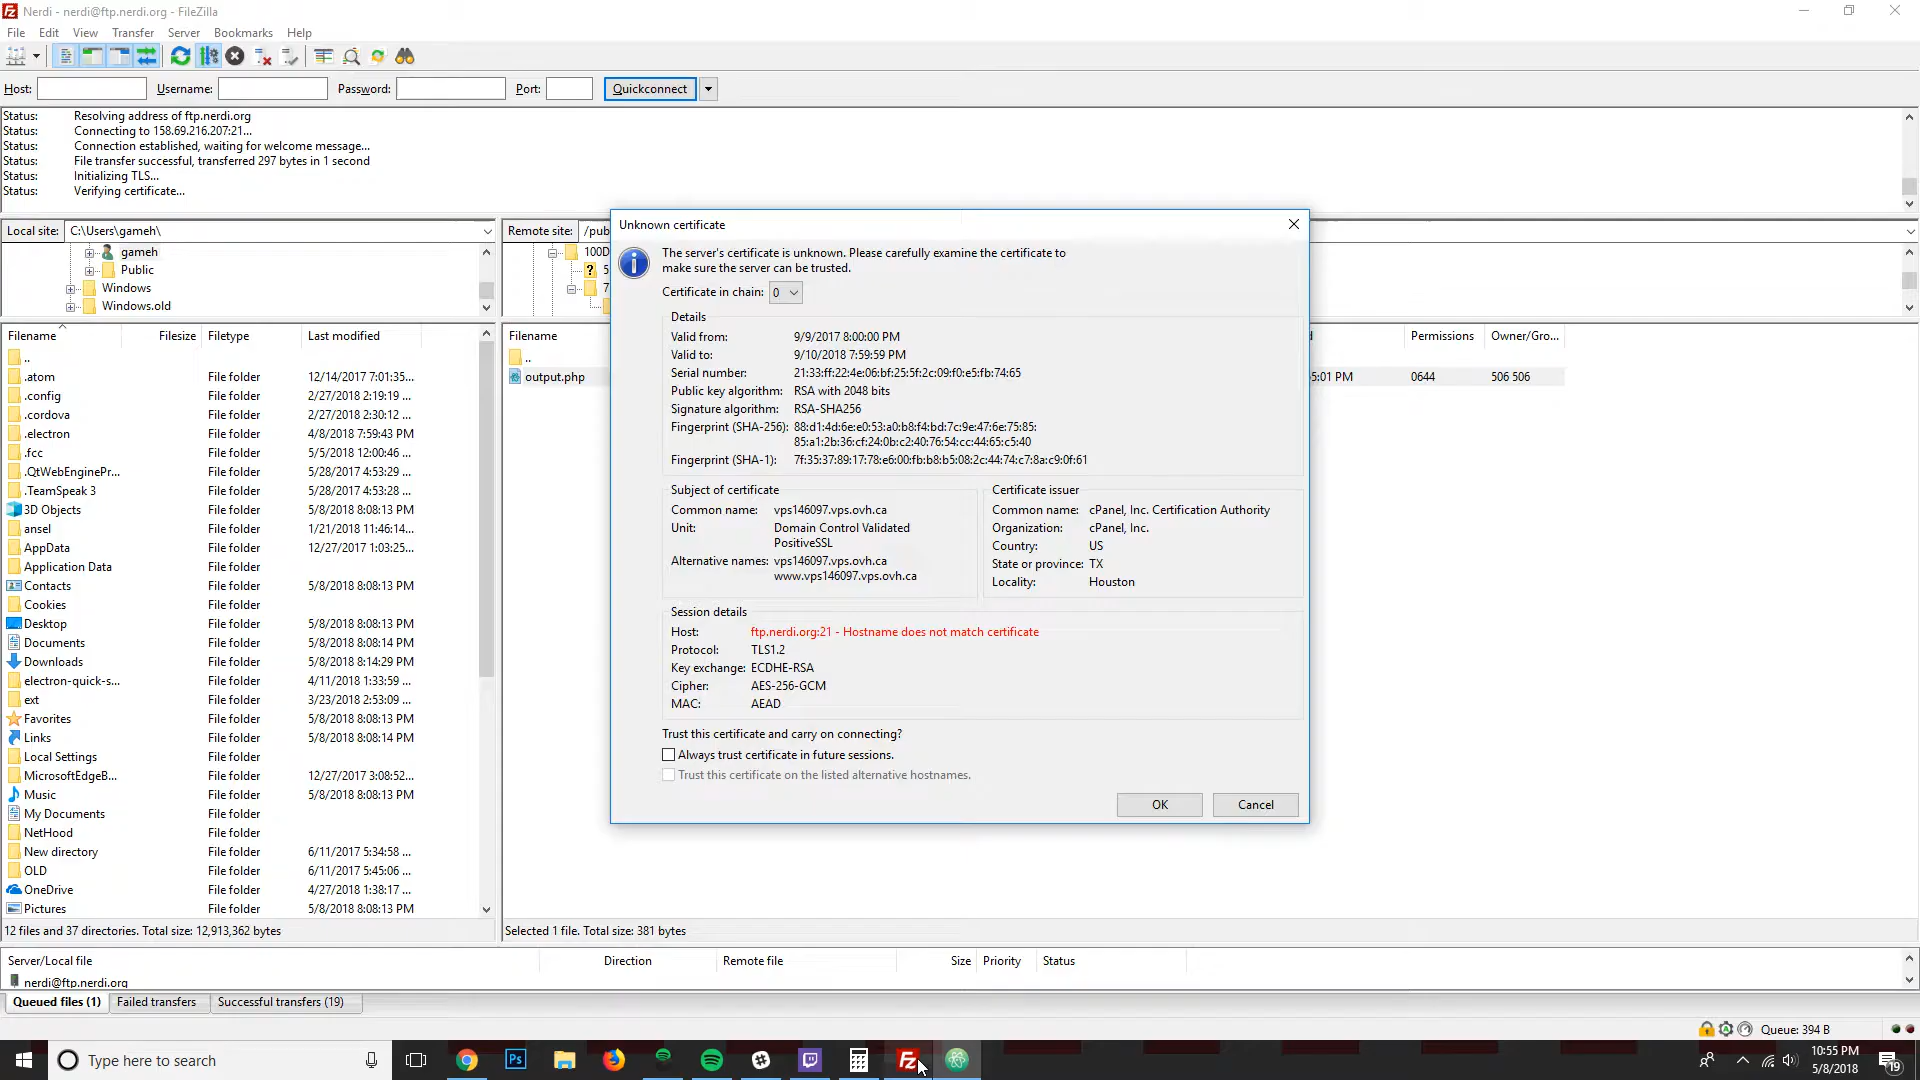 Nerdi - nerdi@ftp.nerdi.org - FileZilla
File Edit View Transfer Server Bookmarks Help
Host: Username: Password: Port: Quickconnect
Status: Resolving address of ftp.nerdi.org
Status: Connecting to 158.69.216.207:21...
Status: Connection established, waiting for welcome message...
Status: File transfer successful, transferred 297 bytes in 1 second
Status: Initializing TLS...
Status: Verifying certificate...
Local site: C:\Users\gameh\
gameh
Public
Windows
Windows.old
Filename Filesize Filetype Last modified
..
.atom File folder 12/14/2017 7:01:35...
.config File folder 2/27/2018 2:19:19 ...
.cordova File folder 2/27/2018 2:30:12 ...
.electron File folder 4/8/2018 7:59:43 PM
.fcc File folder 5/5/2018 12:00:46 ...
.QtWebEnginePr... File folder 5/28/2017 4:53:29 ...
.TeamSpeak 3 File folder 5/28/2017 4:53:28 ...
3D Objects File folder 5/8/2018 8:08:13 PM
ansel File folder 1/21/2018 11:46:14...
AppData File folder 12/27/2017 1:03:25...
Application Data File folder
Contacts File folder 5/8/2018 8:08:13 PM
Cookies File folder
Desktop File folder 5/8/2018 8:08:13 PM
Documents File folder 5/8/2018 8:08:14 PM
Downloads File folder 5/8/2018 8:14:29 PM
electron-quick-s... File folder 4/11/2018 1:33:59 ...
ext File folder 3/23/2018 2:53:09 ...
Favorites File folder 5/8/2018 8:08:13 PM
Links File folder 5/8/2018 8:08:14 PM
Local Settings File folder
MicrosoftEdgeB... File folder 12/27/2017 3:08:52...
Music File folder 5/8/2018 8:08:13 PM
My Documents File folder
NetHood File folder
New directory File folder 6/11/2017 5:34:58 ...
OLD File folder 6/11/2017 5:45:06 ...
OneDrive File folder 4/27/2018 1:38:17 ...
Pictures File folder 5/8/2018 8:08:13 PM
12 files and 37 directories. Total size: 12,913,362 bytes
Remote site: /pub
100D
? 5
7
Filename d Permissions Owner/Gro...
..
output.php 5:01 PM 0644 506 506
Selected 1 file. Total size: 381 bytes
Unknown certificate
The server's certificate is unknown. Please carefully examine the certificate to
make sure the server can be trusted.
Certificate in chain: 0
Details
Valid from: 9/9/2017 8:00:00 PM
Valid to: 9/10/2018 7:59:59 PM
Serial number: 21:33:ff:22:4e:06:bf:25:5f:2c:09:f0:e5:fb:74:65
Public key algorithm: RSA with 2048 bits
Signature algorithm: RSA-SHA256
Fingerprint (SHA-256): 88:d1:4d:6e:e0:53:a0:b8:f4:bd:7c:9e:47:6e:75:85:
85:a1:2b:36:cf:24:0b:c2:40:76:54:cc:44:65:c5:40
Fingerprint (SHA-1): 7f:35:37:89:17:78:e6:00:fb:b8:b5:08:2c:44:74:c7:8a:c9:0f:61
Subject of certificate
Common name: vps146097.vps.ovh.ca
Unit: Domain Control Validated
PositiveSSL
Alternative names: vps146097.vps.ovh.ca
www.vps146097.vps.ovh.ca
Certificate issuer
Common name: cPanel, Inc. Certification Authority
Organization: cPanel, Inc.
Country: US
State or province: TX
Locality: Houston
Session details
Host: ftp.nerdi.org:21 - Hostname does not match certificate
Protocol: TLS1.2
Key exchange: ECDHE-RSA
Cipher: AES-256-GCM
MAC: AEAD
Trust this certificate and carry on connecting?
Always trust certificate in future sessions.
Trust this certificate on the listed alternative hostnames.
OK Cancel
Server/Local file Direction Remote file Size Priority Status
nerdi@ftp.nerdi.org
Queued files (1) Failed transfers Successful transfers (19)
Queue: 394 B
Type here to search
Ps
Fz
10:55 PM
5/8/2018
19